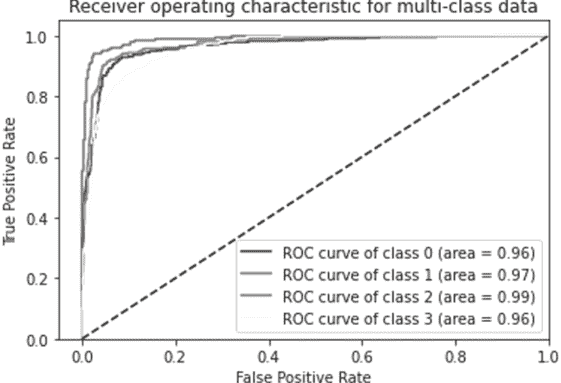 Receiver operating characteristic for multi-class data
1.0
0.8
0.6
0.4
0.2
0.0
True Positive Rate
ROC curve of class 0 (area = 0.96)
ROC curve of class 1 (area = 0.97)
ROC curve of class 2 (area = 0.99)
ROC curve of class 3 (area = 0.96)
0.0 0.2 0.4 0.6 0.8 1.0
False Positive Rate